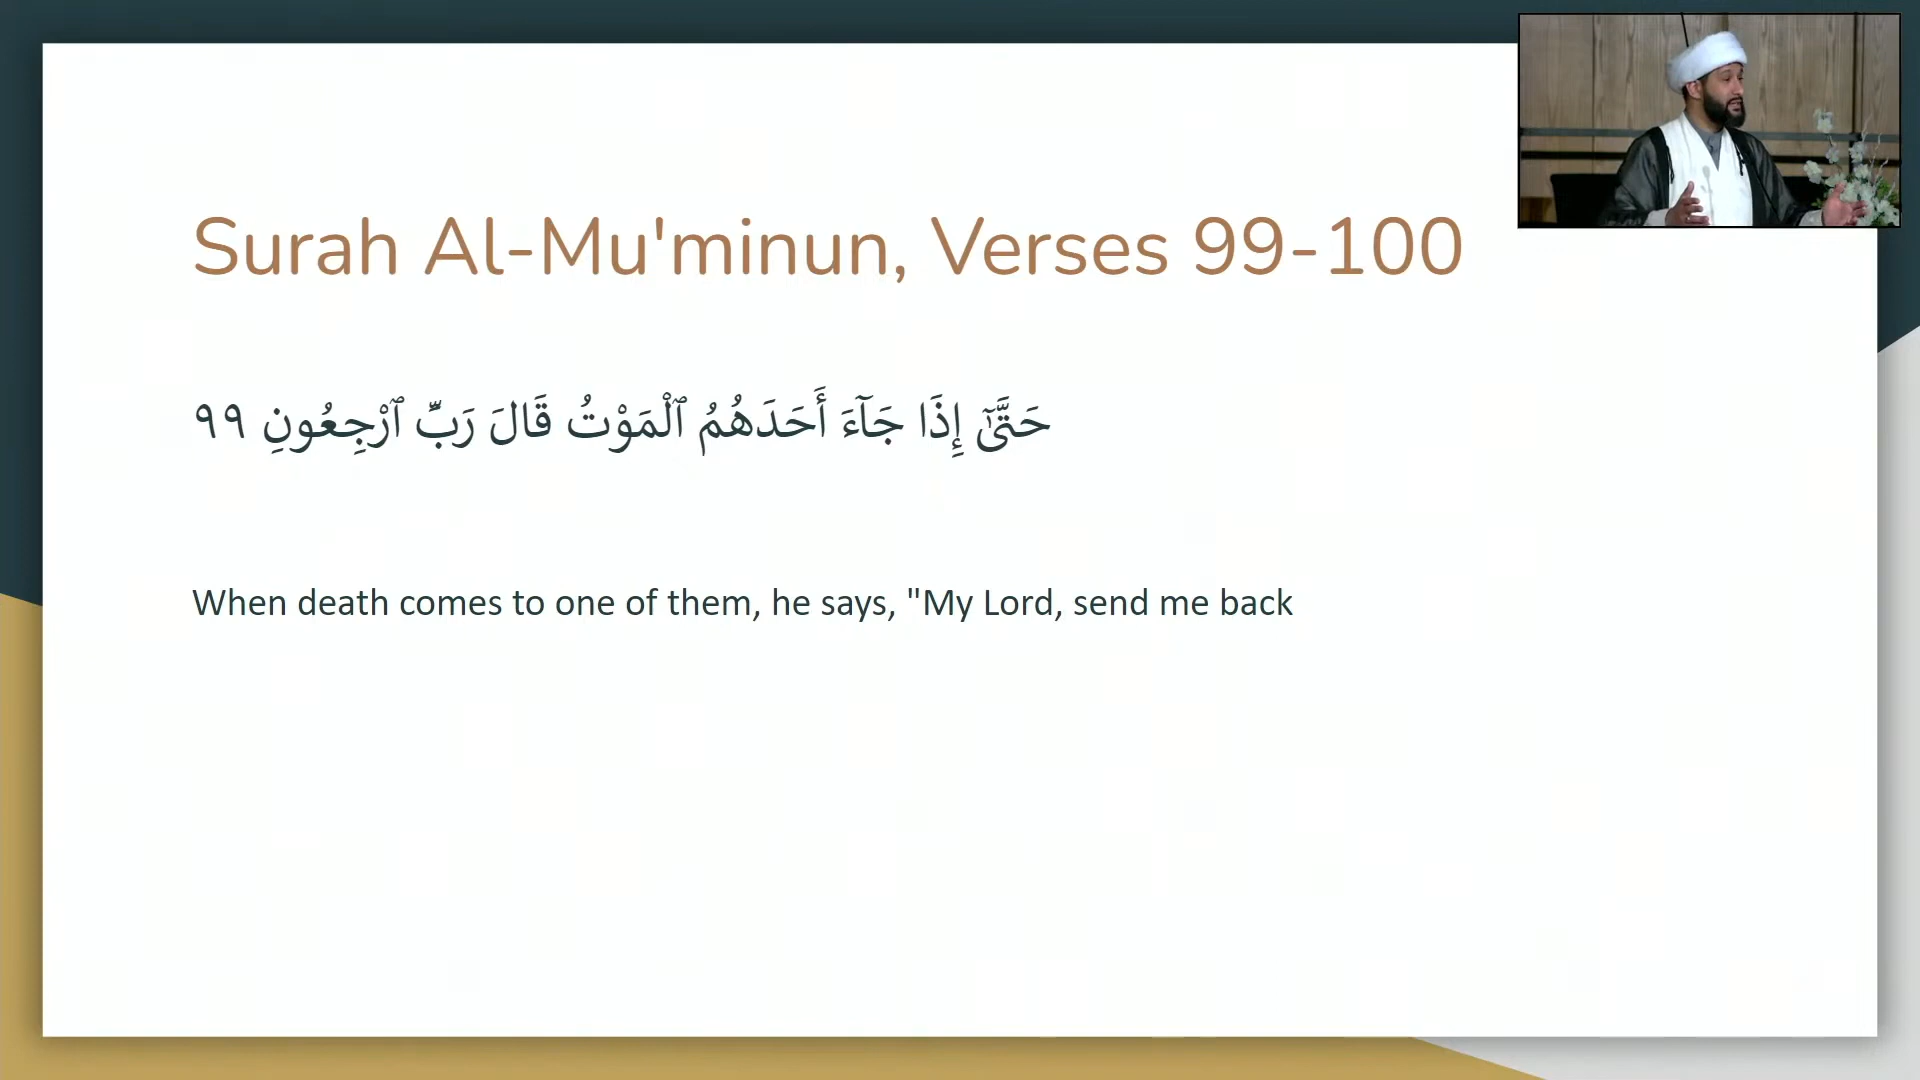 Surah Al-Mu'minun, Verses 99-100
حَتَّىٰٓ إِذَا جَآءَ أَحَدَهُمُ ٱلْمَوْتُ قَالَ رَبِّ ٱرْجِعُونِ ٩٩
When death comes to one of them, he says, "My Lord, send me back